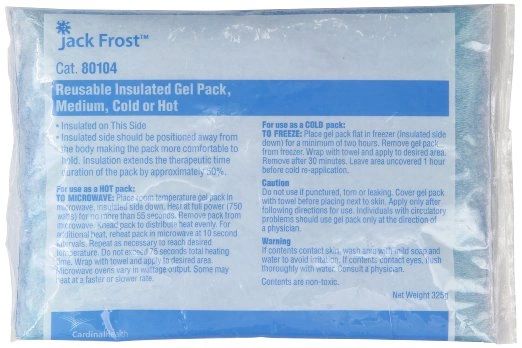 Jack Frost™
Cat. 80104
Reusable Insulated Gel Pack,
Medium, Cold or Hot
• Insulated on This Side
• Insulated side should be positioned away from
the body making the pack more comfortable to
hold. Insulation extends the therapeutic time
duration of the pack by approximately 50%.
For use as a HOT pack:
TO MICROWAVE: Place room temperature gel pack in
microwave, insulated side down. Heat at full power (750
watts) for no more than 55 seconds. Remove pack from
microwave. Knead pack to distribute heat evenly. For
additional heat, repeat pack in microwave at 10 second
intervals. Repeat as necessary to reach desired
temperature. Do not exceed 75 seconds total heating
time. Wrap with towel and apply to desired area.
Microwave ovens vary in wattage output. Some may
heat at a faster or slower rate.
CardinalHealth
For use as a COLD pack:
TO FREEZE: Place gel pack flat in freezer (Insulated side
down) for a minimum of two hours. Remove gel pack
from freezer. Wrap with towel and apply to desired area.
Remove after 30 minutes. Leave area uncovered 1 hour
before cold re-application.
Caution
Do not use if punctured, torn or leaking. Cover gel pack
with towel before placing next to skin. Apply only after
following directions for use. Individuals with circulatory
problems should use gel pack only at the direction of
a physician.
Warning
If contents contact skin, wash area with mild soap and
water to avoid irritation. If contents contact eyes, flush
thoroughly with water. Consult a physician.
Contents are non-toxic.
Net Weight 325g